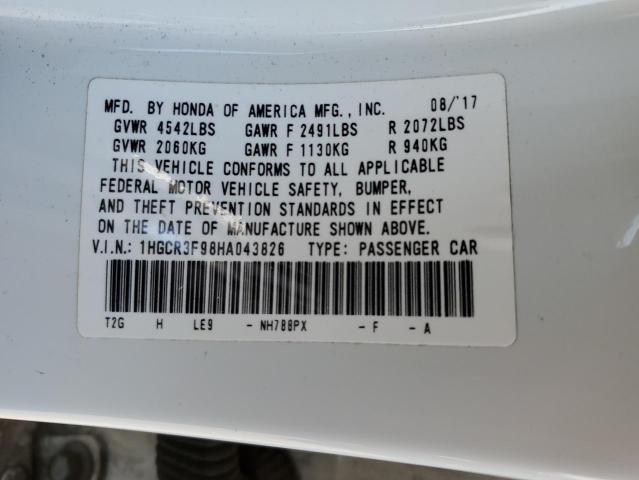 MFD. BY HONDA OF AMERICA MFG., INC. 08/'17
GVWR 4542LBS GAWR F 2491LBS R 2072LBS
GVWR 2060KG GAWR F 1130KG R 940KG
THIS VEHICLE CONFORMS TO ALL APPLICABLE
FEDERAL MOTOR VEHICLE SAFETY, BUMPER,
AND THEFT PREVENTION STANDARDS IN EFFECT
ON THE DATE OF MANUFACTURE SHOWN ABOVE.
V.I.N.: 1HGCR3F98HA043826 TYPE: PASSENGER CAR
T2G H LE9 - NH788PX - F - A